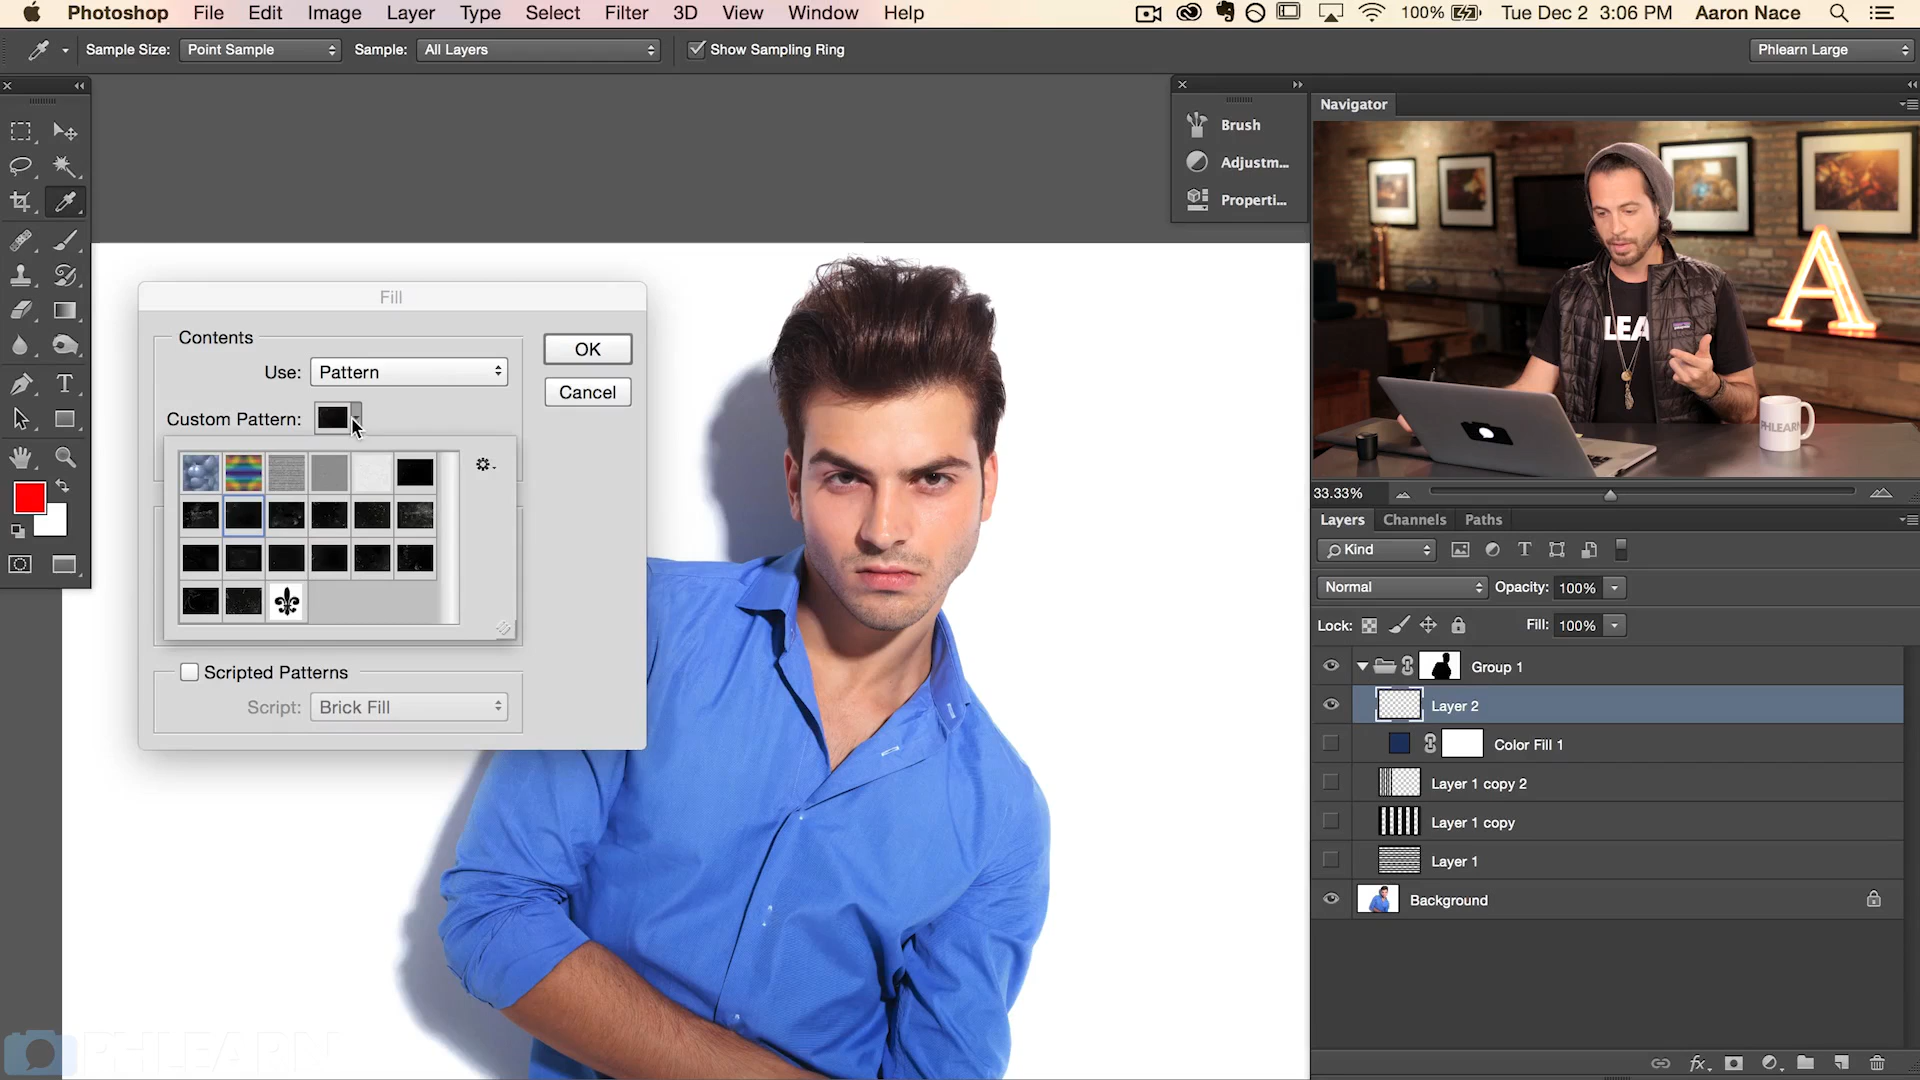 Photoshop File Edit Image Layer Type Select Filter 3D View Window Help 100% Tue Dec 2 3:06 PM Aaron Nace
Sample Size: Point Sample Sample: All Layers Show Sampling Ring Phlearn Large
Navigator
Brush
Adjustm...
Properti...
LEA
A
PHLEARN
33.33%
Fill
Contents
Use: Pattern
OK
Cancel
Custom Pattern:
Scripted Patterns
Script: Brick Fill
T
Layers Channels Paths
Kind T
Normal Opacity: 100%
Lock: Fill: 100%
Group 1
Layer 2
Color Fill 1
Layer 1 copy 2
Layer 1 copy
Layer 1
Background
fx
PHLEARN